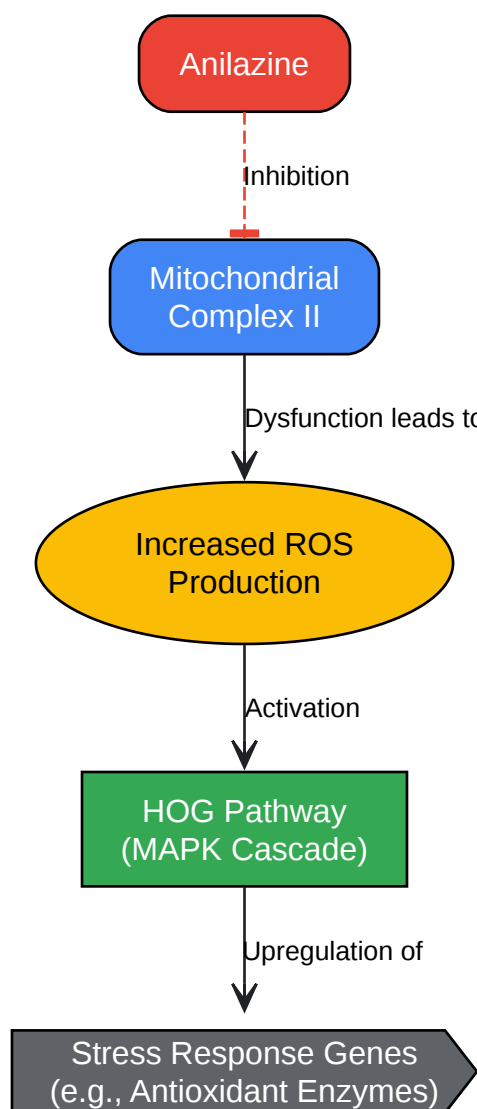 Anilazine
Inhibition
Mitochondrial
Complex II
Dysfunction leads to
Increased ROS
Production
Activation
HOG Pathway
(MAPK Cascade)
Upregulation of
Stress Response Genes
(e.g., Antioxidant Enzymes)